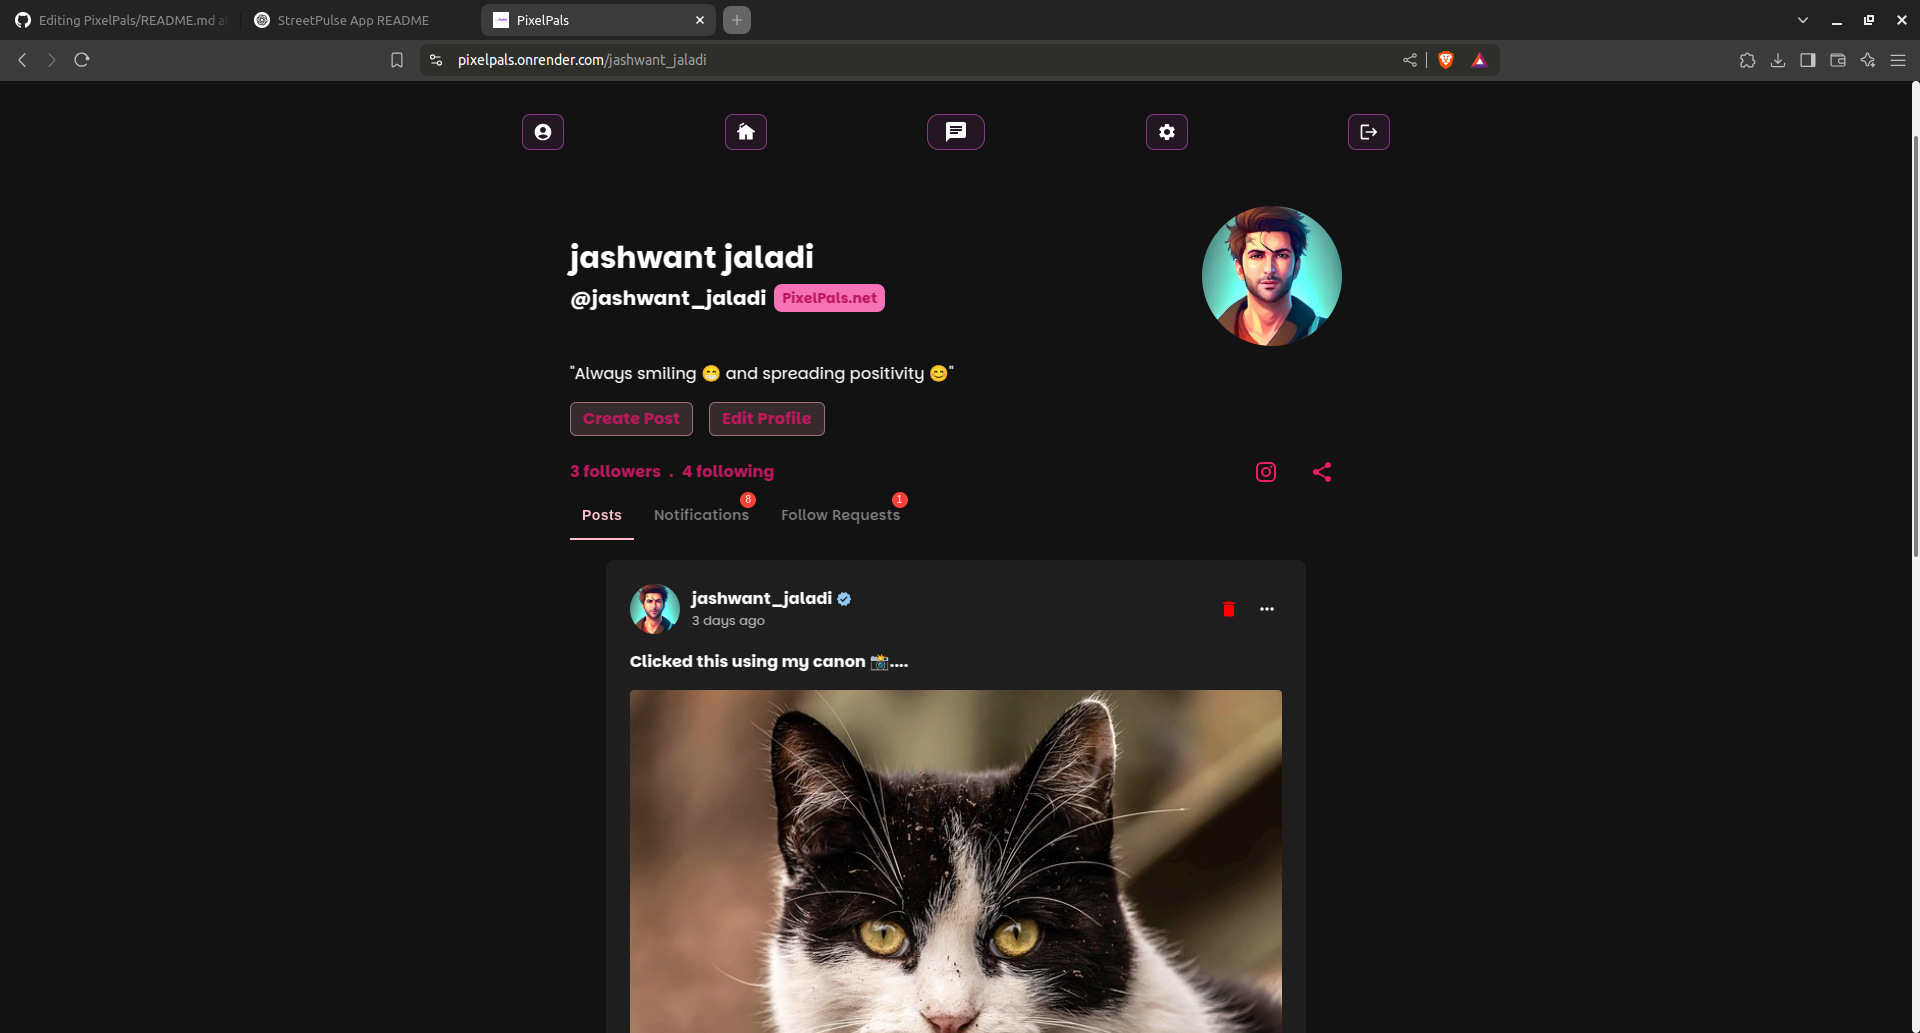 Editing PixelPals/README.md at
StreetPulse App README
PixelPals
pixelpals.onrender.com/jashwant_jaladi
jashwant jaladi
@jashwant_jaladi PixelPals.net
"Always smiling 😁 and spreading positivity 😊"
Create Post Edit Profile
3 followers . 4 following
Posts Notifications 8 Follow Requests 1
jashwant_jaladi
3 days ago
Clicked this using my canon 📸....